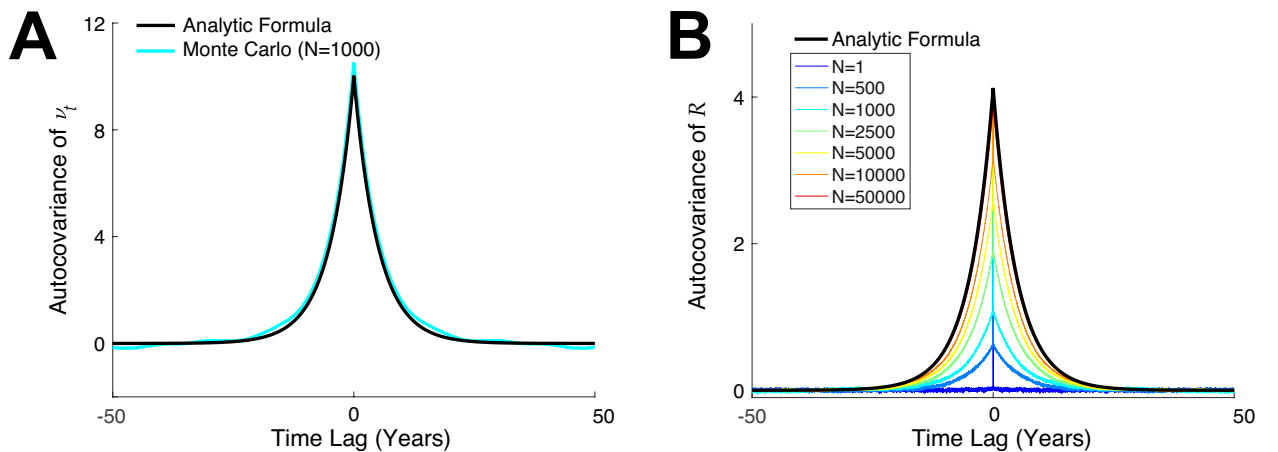 A
Analytic Formula
Monte Carlo (N=1000)
12
8
4
0
Autocovariance of νt
-50
0
50
Time Lag (Years)
B
Analytic Formula
N=1
N=500
N=1000
N=2500
N=5000
N=10000
N=50000
4
2
0
Autocovariance of R
-50
0
50
Time Lag (Years)